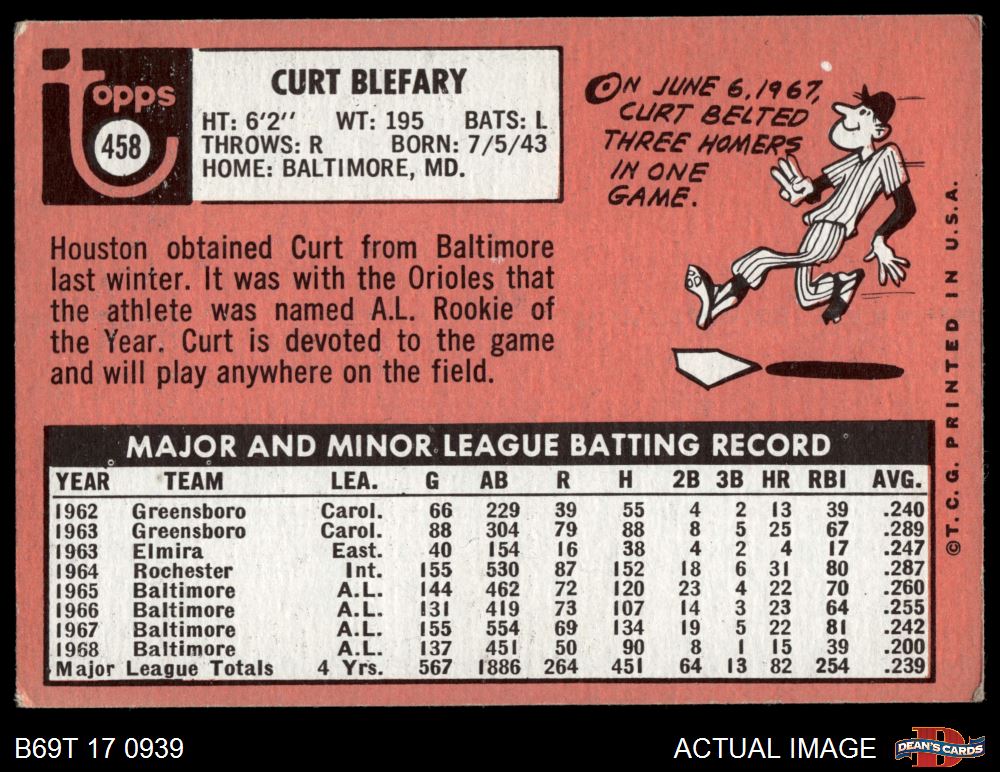 Topps
458
CURT BLEFARY
HT: 6'2" WT: 195 BATS: L
THROWS: R BORN: 7/5/43
HOME: BALTIMORE, MD.
ON JUNE 6, 1967,
CURT BELTED
THREE HOMERS
IN ONE
GAME.
Houston obtained Curt from Baltimore
last winter. It was with the Orioles that
the athlete was named A.L. Rookie of
the Year. Curt is devoted to the game
and will play anywhere on the field.
©T.C.G. PRINTED IN U.S.A.
MAJOR AND MINOR LEAGUE BATTING RECORD
YEAR TEAM LEA. G AB R H 2B 3B HR RBI AVG.
1962 Greensboro Carol. 66 229 39 55 4 2 13 39 .240
1963 Greensboro Carol. 88 304 79 88 8 5 25 67 .289
1963 Elmira East. 40 154 16 38 4 2 4 17 .247
1964 Rochester Int. 155 530 87 152 18 6 31 80 .287
1965 Baltimore A.L. 144 462 72 120 23 4 22 70 .260
1966 Baltimore A.L. 131 419 73 107 14 3 23 64 .255
1967 Baltimore A.L. 155 554 69 134 19 5 22 81 .242
1968 Baltimore A.L. 137 451 50 90 8 1 15 39 .200
Major League Totals 4 Yrs. 567 1886 264 451 64 13 82 254 .239
B69T 17 0939
ACTUAL IMAGE
DEAN'S CARDS